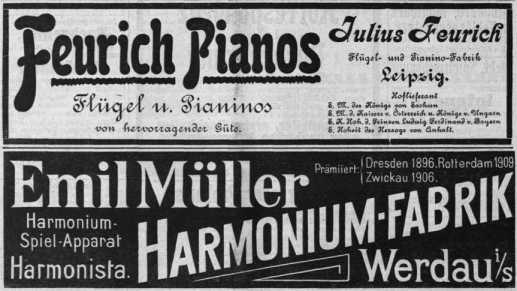 Feurich Pianos
Flügel u. Pianinos
von hervorragender Güte.
Julius Feurich
Flügel- und Pianino-Fabrik
Leipzig.
Hoflieferant
S. M. des Königs von Sachsen
S. M. d. Kaisers v. Österreich u. Königs v. Ungarn
K. Hoh. d. Prinzen Ludwig Ferdinand v. Bayern
S. Hoheit des Herzogs von Anhalt.
Emil Müller
Prämiiert:
Dresden 1896. Rotterdam 1909
Zwickau 1906.
Harmonium-
Spiel-Apparat
Harmonista.
HARMONIUM-FABRIK
Werdau i/S